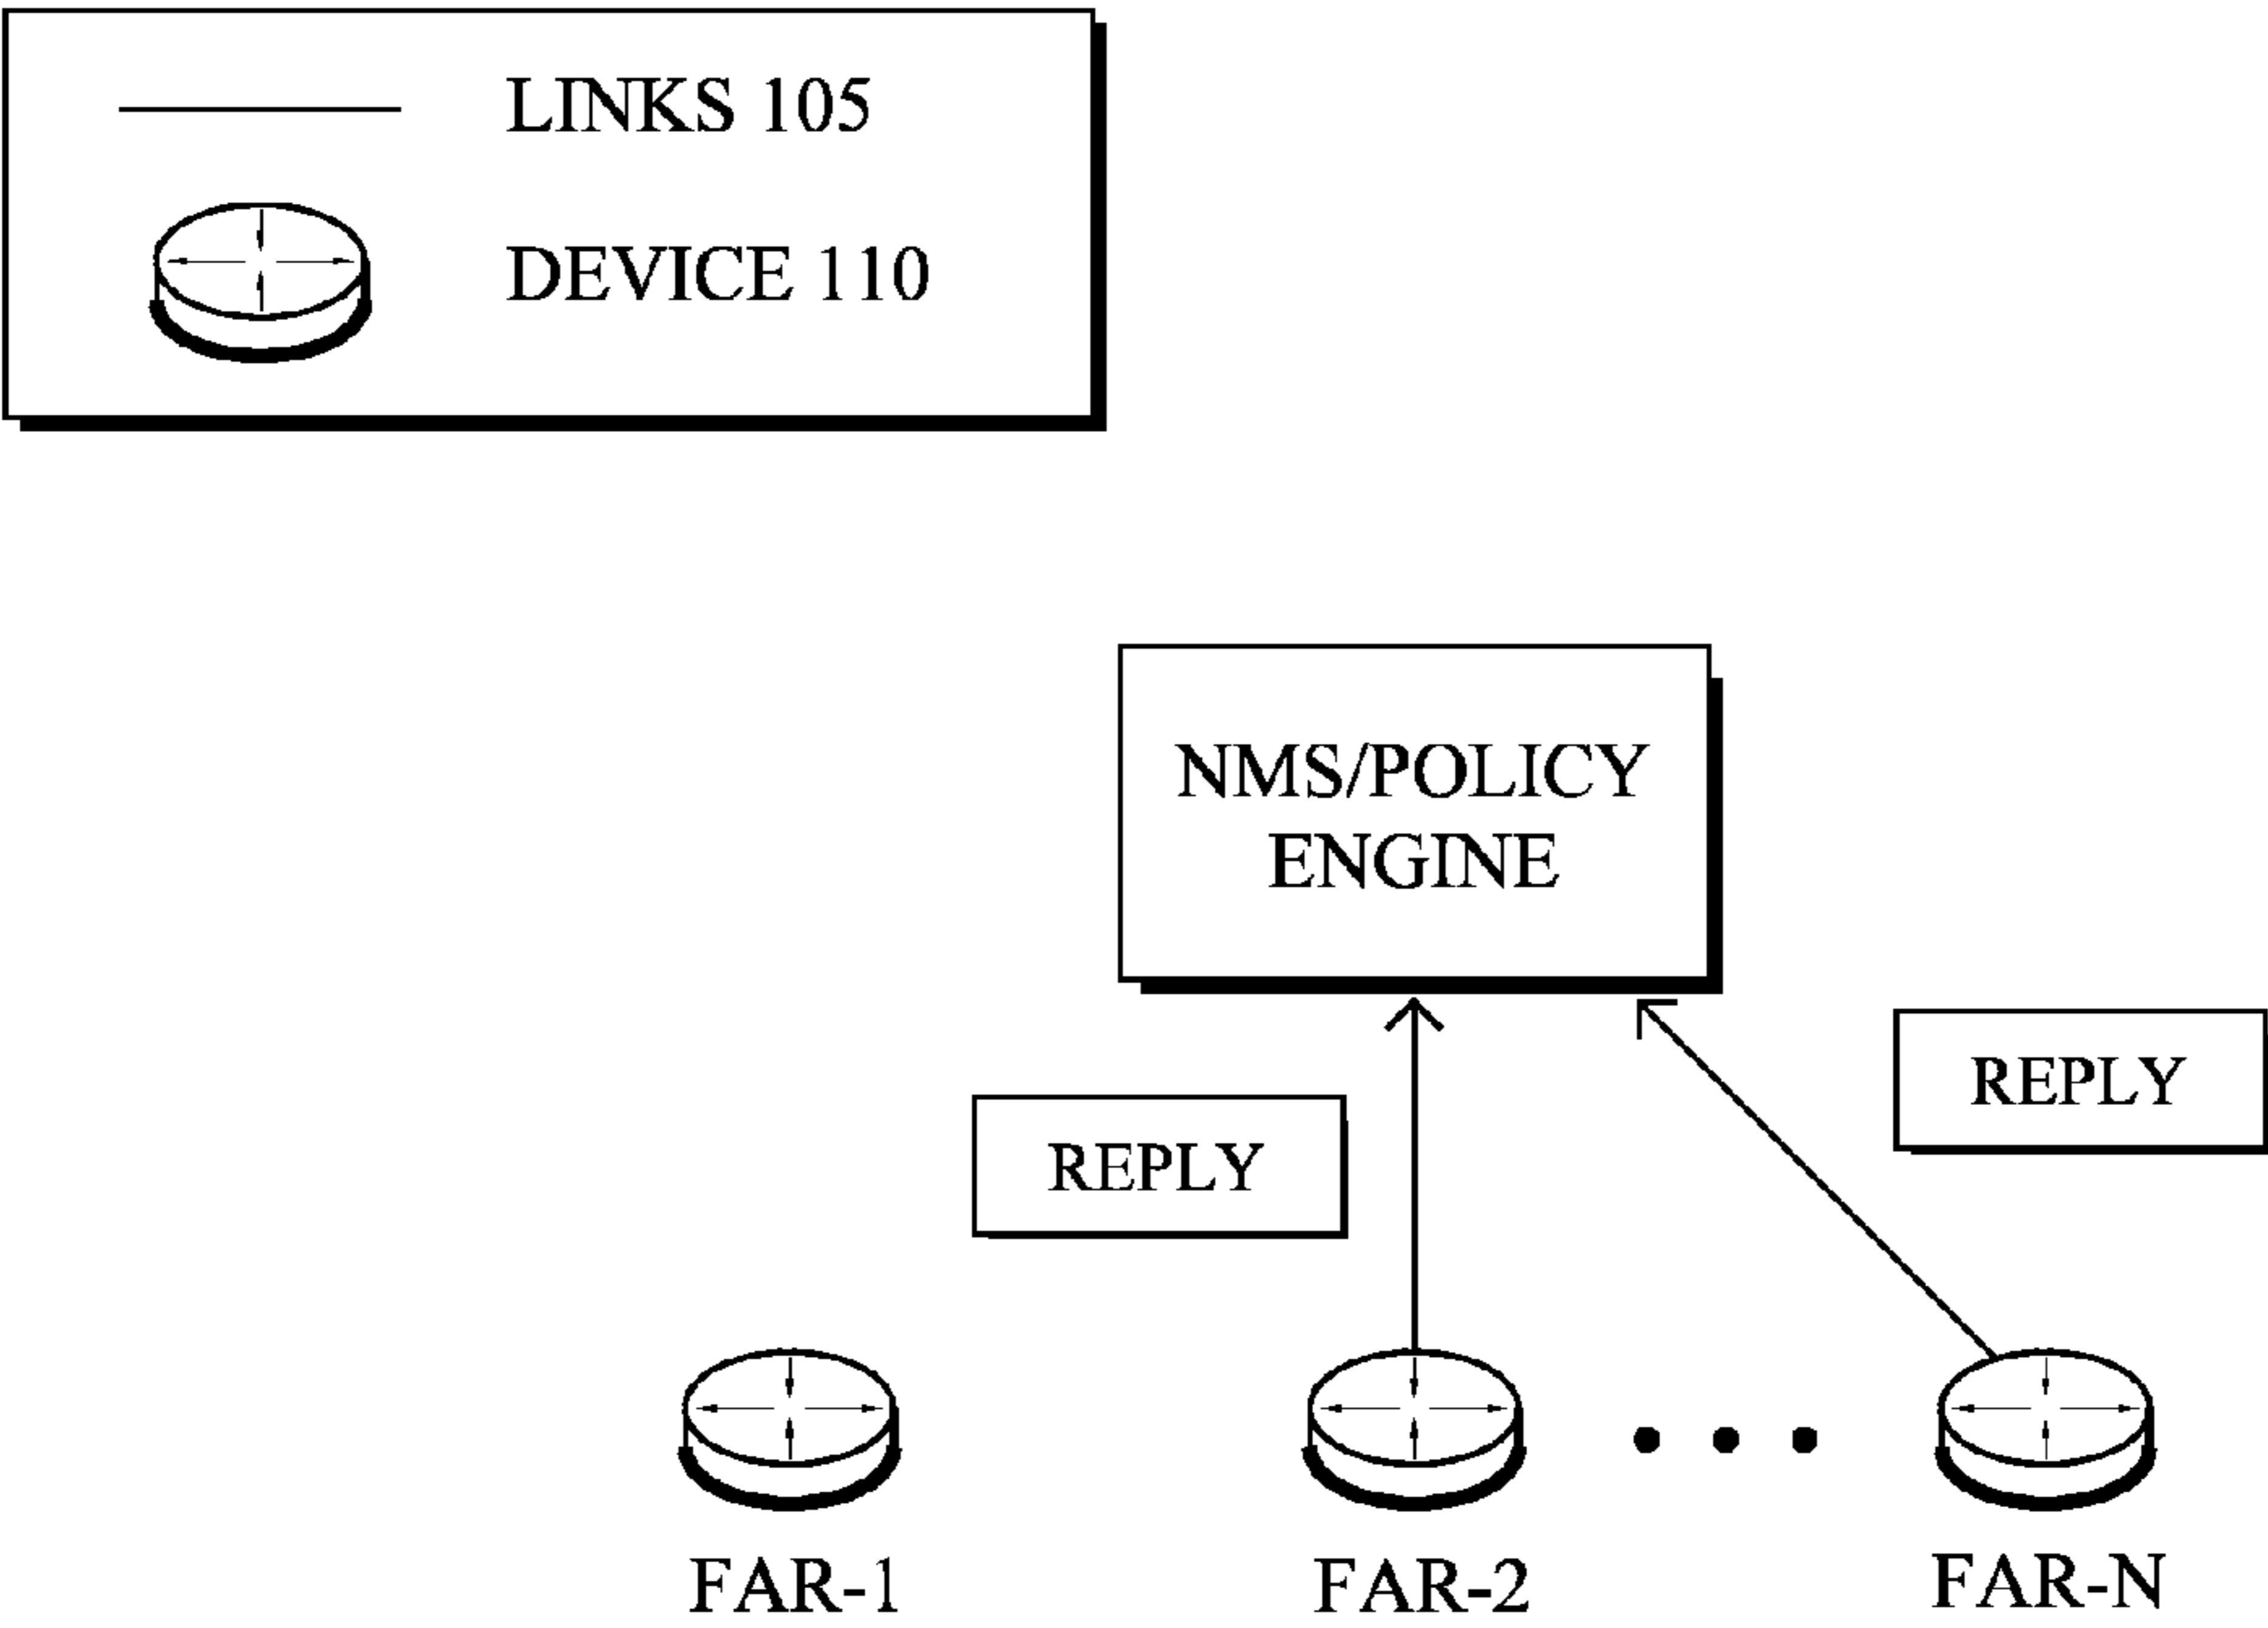 LINKS 105
DEVICE 110
NMS/POLICY
ENGINE
REPLY
REPLY
FAR-1
FAR-2
FAR-N